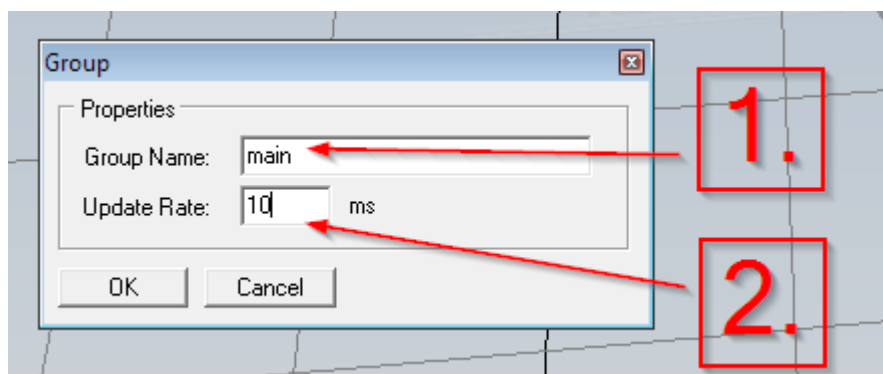 Group
Properties
Group Name: main
Update Rate: 10 ms
OK Cancel
1.
2.